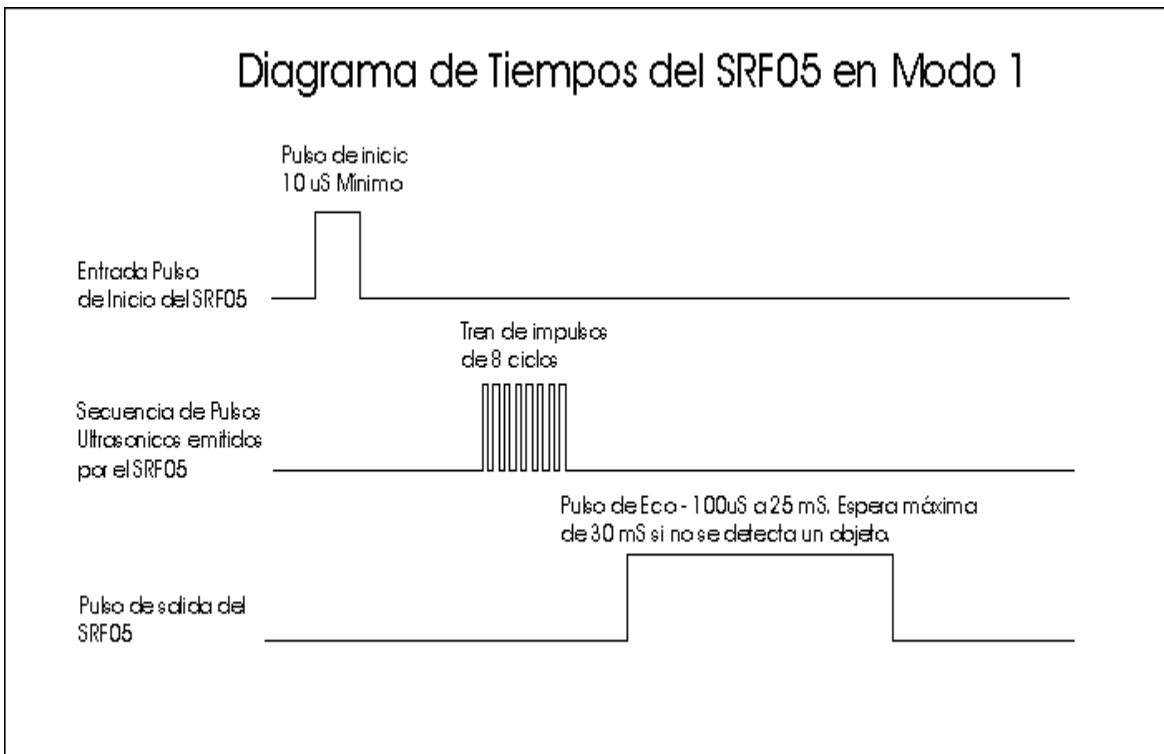 Diagrama de Tiempos del SRF05 en Modo 1
Pulso de inicio
10 uS Mínimo
Entrada Pulso
de Inicio del SRF05
Tren de impulsos
de 8 ciclos
Secuencia de Pulsos
Ultrasonicos emitidos
por el SRF05
Pulso de Eco - 100uS a 25 mS. Espera máxima
de 30 mS si no se detecta un objeto.
Pulso de salida del
SRF05